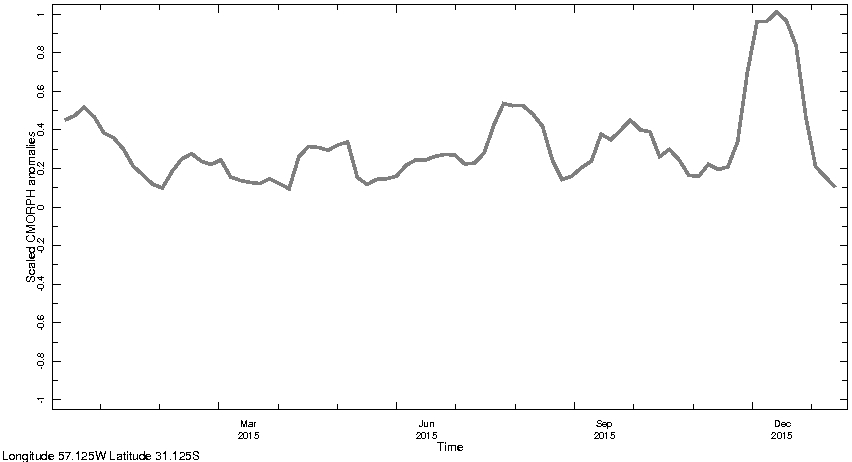 1
0.8
0.6
0.4
0.2
0
-0.2
-0.4
-0.6
-0.8
-1
Scaled CMORPH anomalies
Mar
2015
Jun
2015
Sep
2015
Dec
2015
Time
Longitude 57.125W Latitude 31.125S